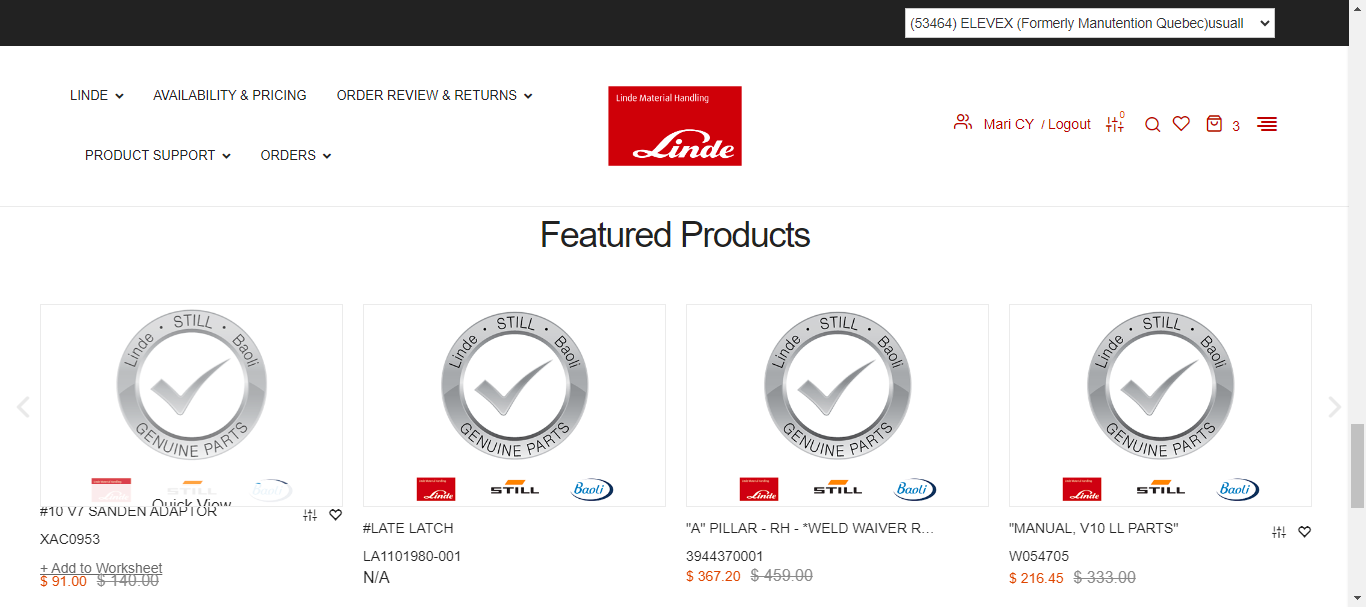 (53464) ELEVEX (Formerly Manutention Quebec)usuall
LINDE
AVAILABILITY & PRICING
ORDER REVIEW & RETURNS
Linde Material Handling
Linde
Mari CY / Logout
0
3
PRODUCT SUPPORT
ORDERS
Featured Products
Linde · STILL · Baoli
GENUINE PARTS
Linde
STILL
Baoli
Quick View
#10 V7 SANDEN ADAPTOR
XAC0953
+ Add to Worksheet
$ 91.00 $ 140.00
Linde · STILL · Baoli
GENUINE PARTS
Linde
STILL
Baoli
#LATE LATCH
LA1101980-001
N/A
Linde · STILL · Baoli
GENUINE PARTS
Linde
STILL
Baoli
"A" PILLAR - RH - *WELD WAIVER R...
3944370001
$ 367.20 $ 459.00
Linde · STILL · Baoli
GENUINE PARTS
Linde
STILL
Baoli
"MANUAL, V10 LL PARTS"
W054705
$ 216.45 $ 333.00